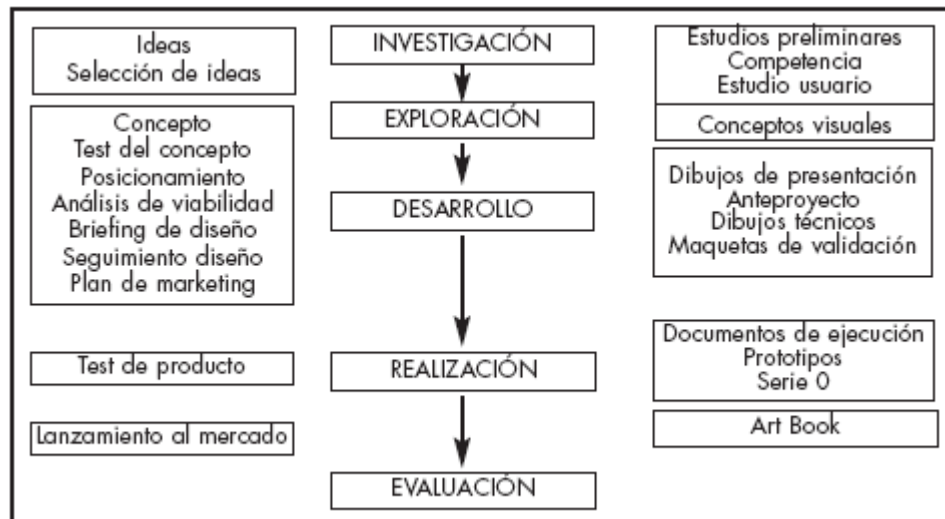 Ideas
Selección de ideas
INVESTIGACIÓN
Estudios preliminares
Competencia
Estudio usuario
Concepto
Test del concepto
Posicionamiento
Análisis de viabilidad
Briefing de diseño
Seguimiento diseño
Plan de marketing
EXPLORACIÓN
Conceptos visuales
DESARROLLO
Dibujos de presentación
Anteproyecto
Dibujos técnicos
Maquetas de validación
Test de producto
REALIZACIÓN
Documentos de ejecución
Prototipos
Serie 0
Lanzamiento al mercado
Art Book
EVALUACIÓN